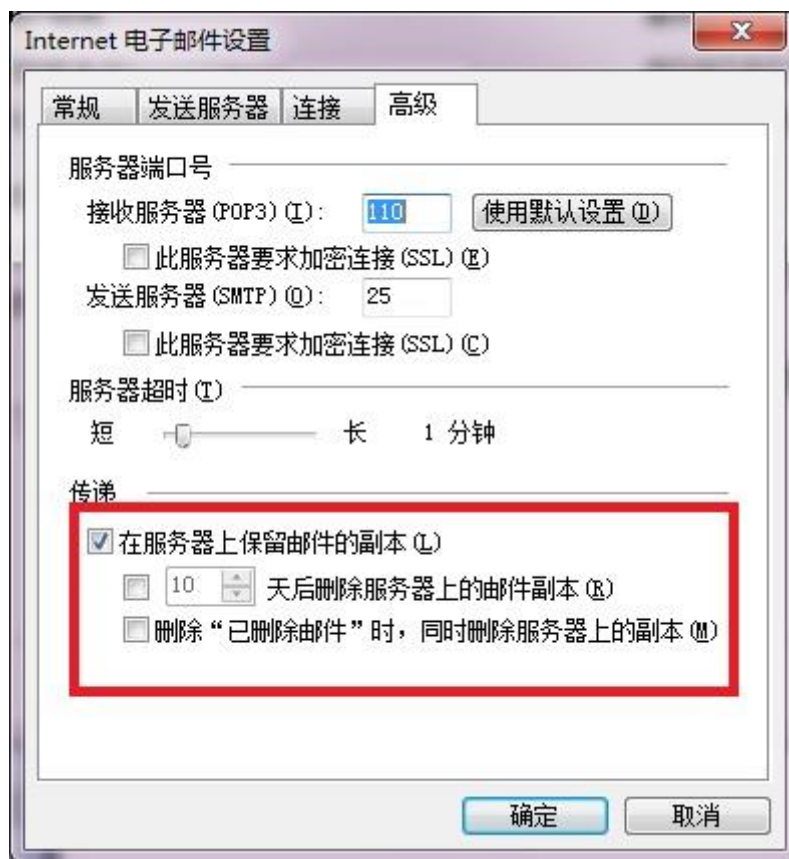 Internet 电子邮件设置
常规 发送服务器 连接 高级
服务器端口号
接收服务器(POP3)(I): 110 使用默认设置(D)
此服务器要求加密连接(SSL)(E)
发送服务器(SMTP)(O): 25
此服务器要求加密连接(SSL)(C)
服务器超时(T)
短 长 1 分钟
传递
在服务器上保留邮件的副本(L)
10 天后删除服务器上的邮件副本(R)
删除“已删除邮件”时，同时删除服务器上的副本(M)
确定 取消